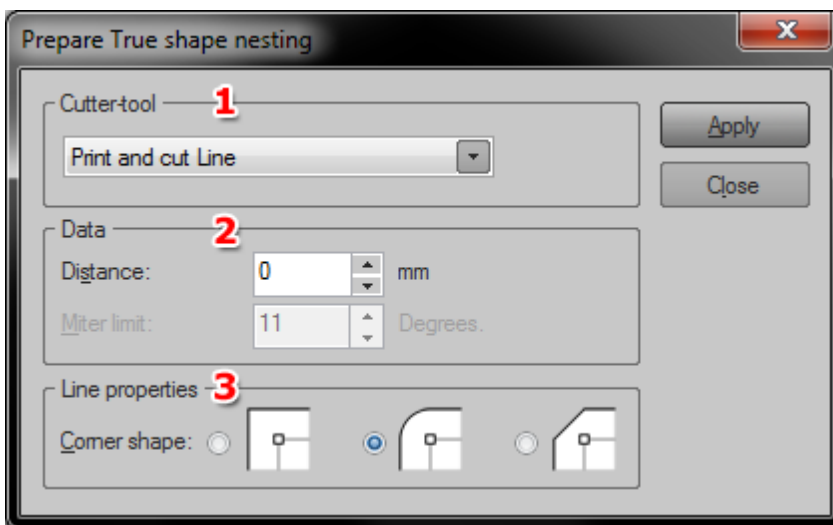 Prepare True shape nesting
x
Cutter-tool 1
Print and cut Line
Apply
Close
Data 2
Distance: 0 mm
Miter limit: 11 Degrees.
Line properties 3
Corner shape: